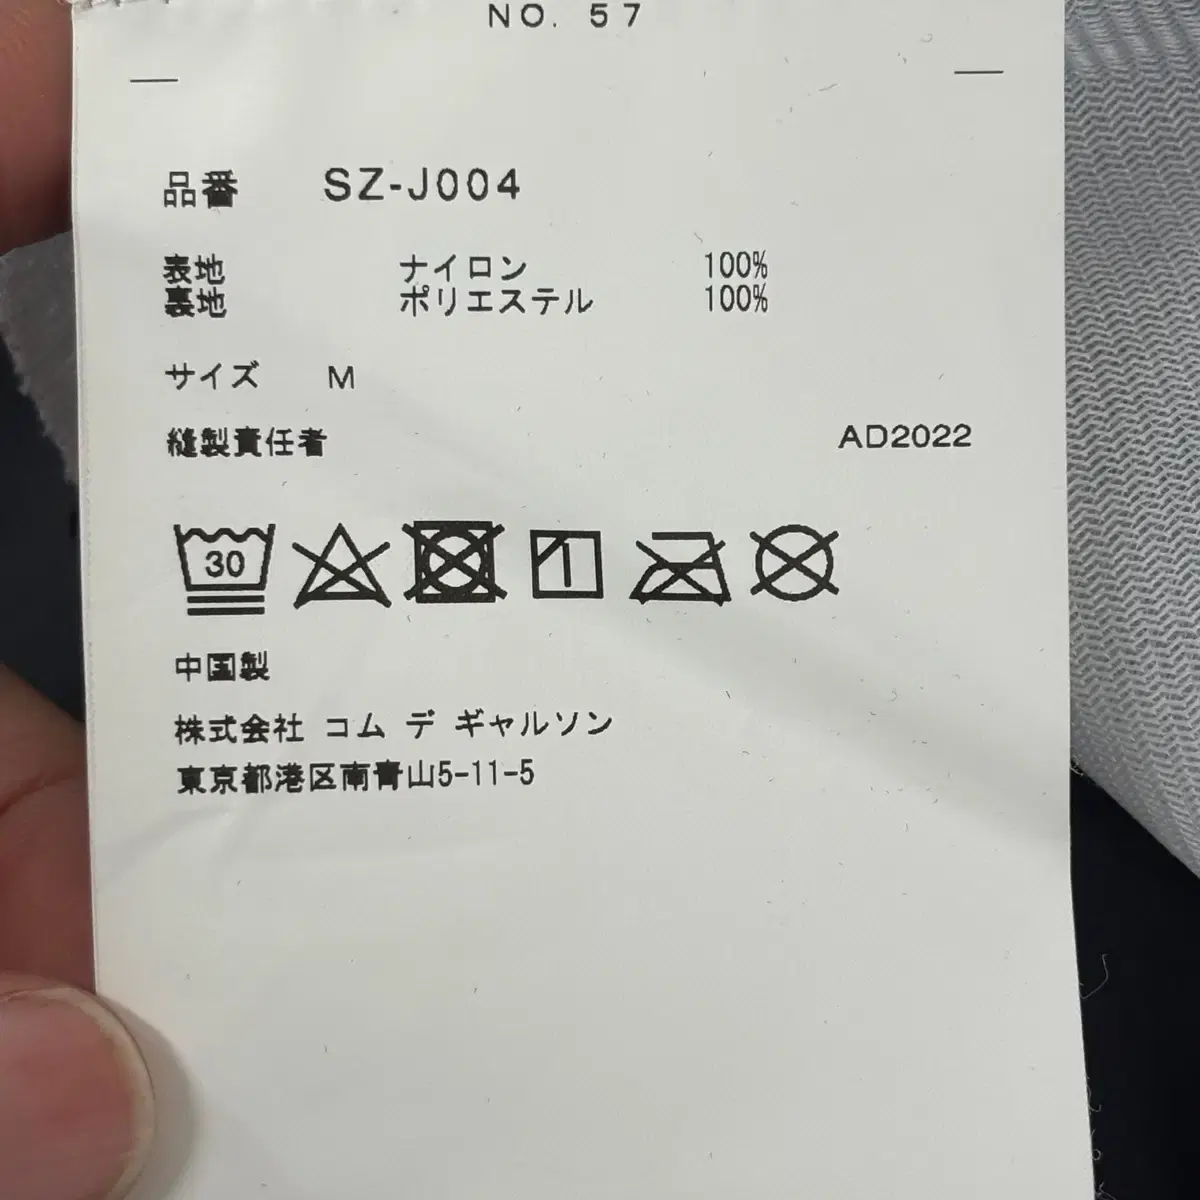 NO. 57
品番 SZ-J004
表地 ナイロン 100%
裏地 ポリエステル 100%
サイズ M
縫製責任者 AD2022
30
中国製
株式会社 コム デ ギャルソン
東京都港区南青山5-11-5